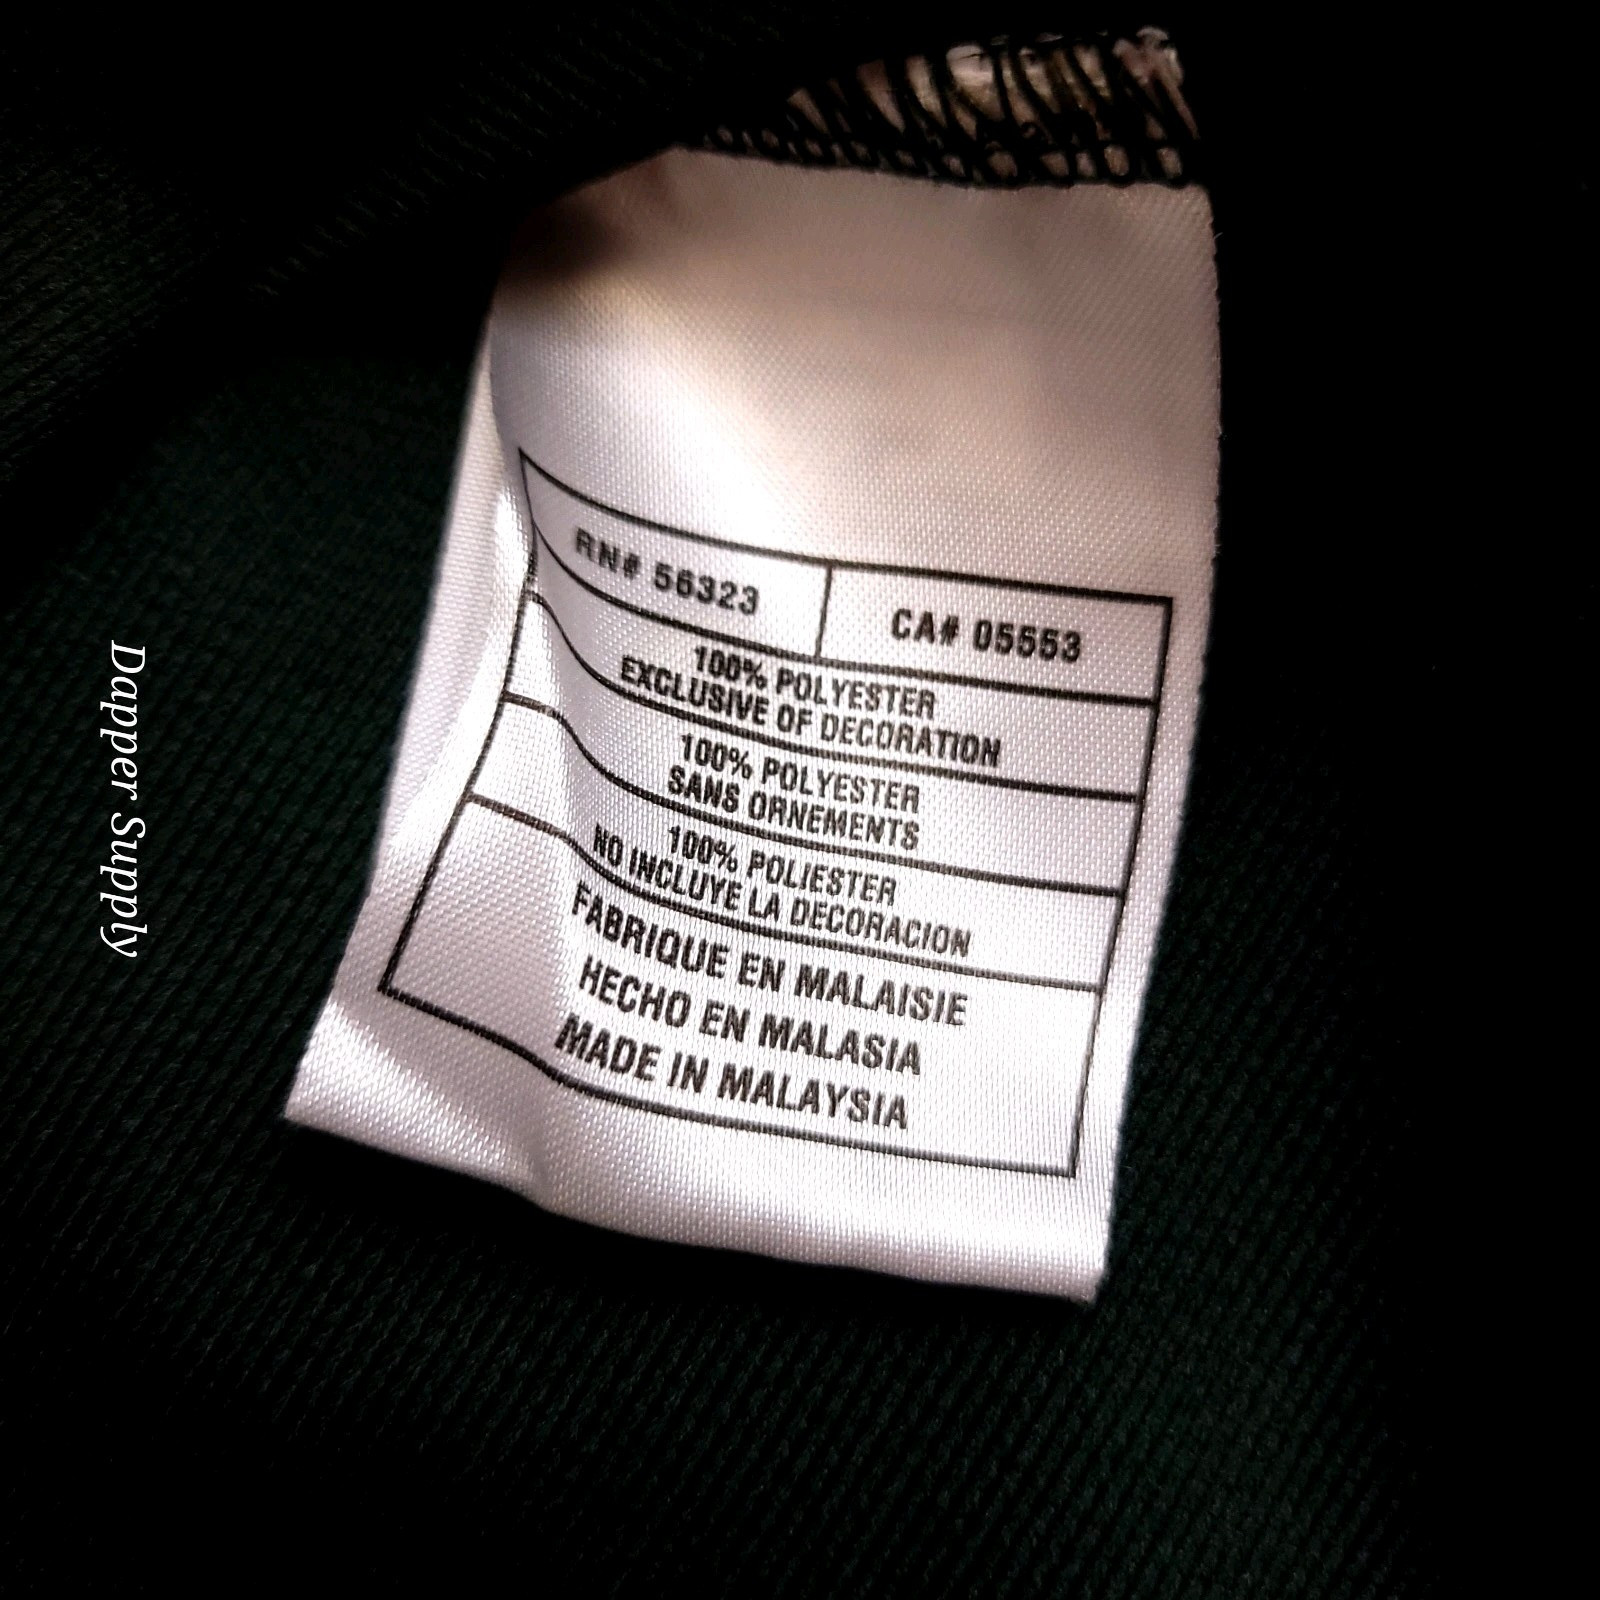 RN# 56323
CA# 05553
100% POLYESTER
EXCLUSIVE OF DECORATION
100% POLYESTER
SANS ORNEMENTS
100% POLIESTER
NO INCLUYE LA DECORACION
FABRIQUE EN MALAISIE
HECHO EN MALASIA
MADE IN MALAYSIA
Dapper Supply